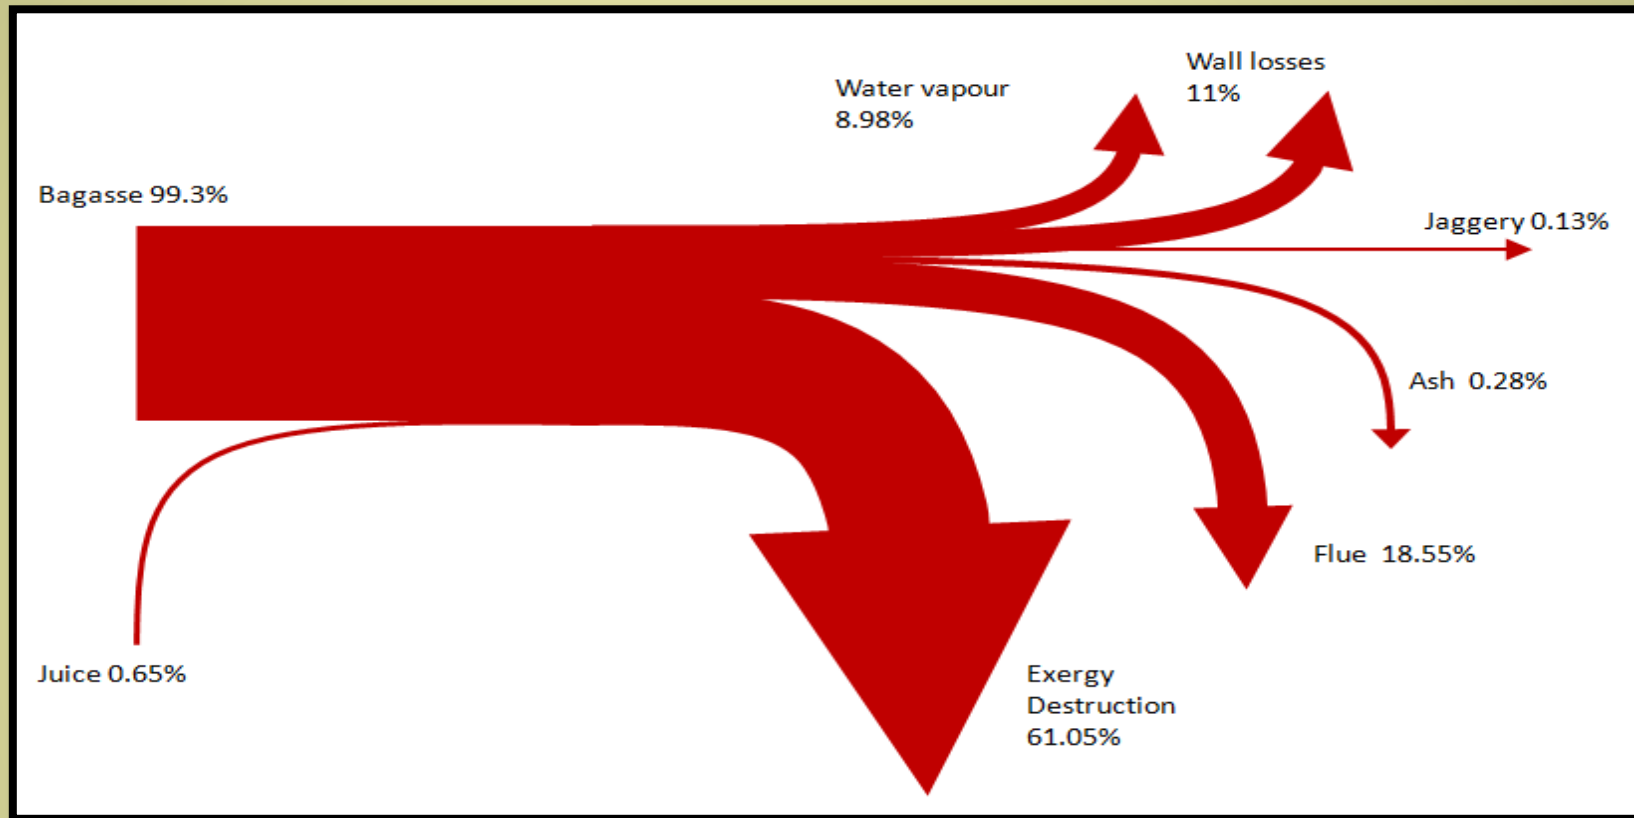 Wall losses
11%
Water vapour
8.98%
Bagasse 99.3%
Jaggery 0.13%
Ash  0.28%
Flue  18.55%
Juice 0.65%
Exergy
Destruction
61.05%